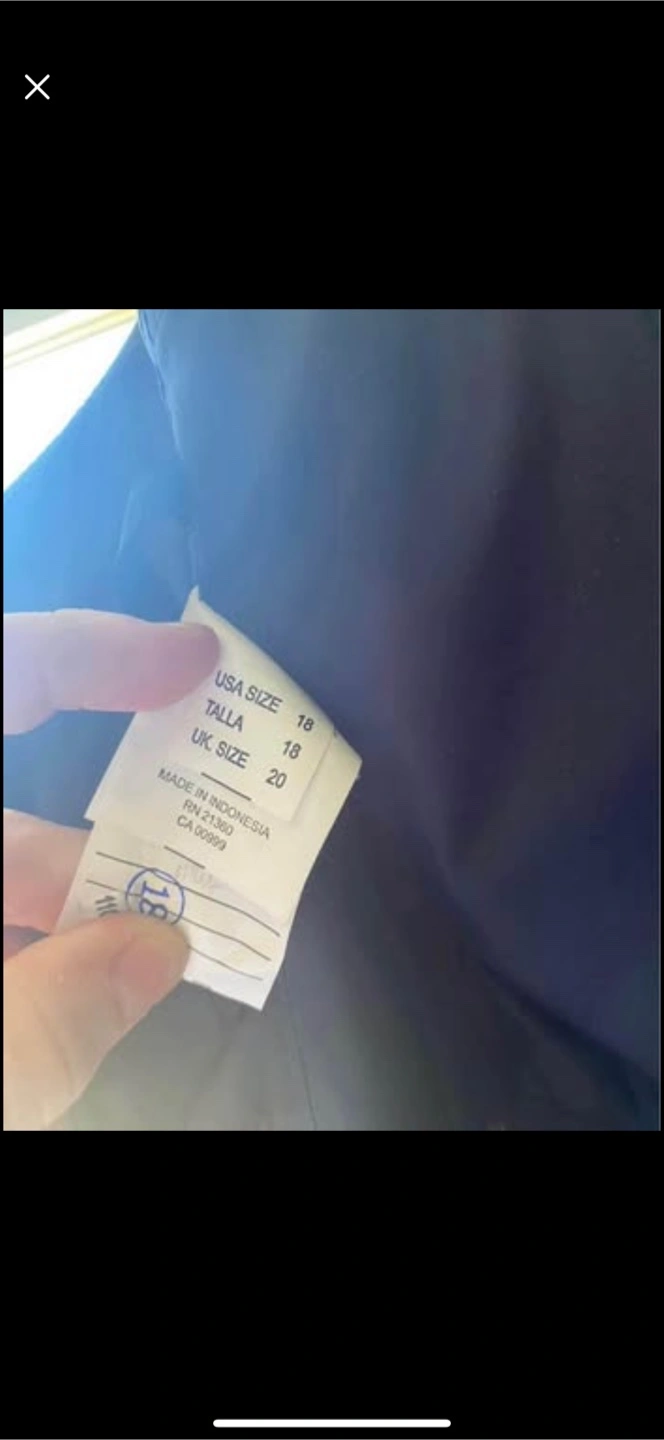 USA SIZE 18
TALLA 18
UK. SIZE 20
MADE IN INDONESIA
RN 21360
CA 00999
18